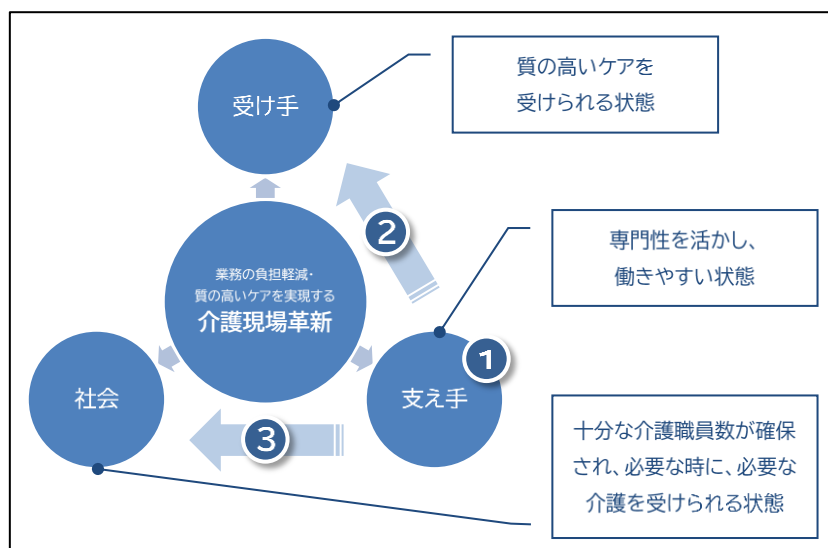 受け手
質の高いケアを
受けられる状態
2
専門性を活かし、
働きやすい状態
業務の負担軽減・
質の高いケアを実現する
介護現場革新
1
社会
支え手
3
十分な介護職員数が確保
され、必要な時に、必要な
介護を受けられる状態